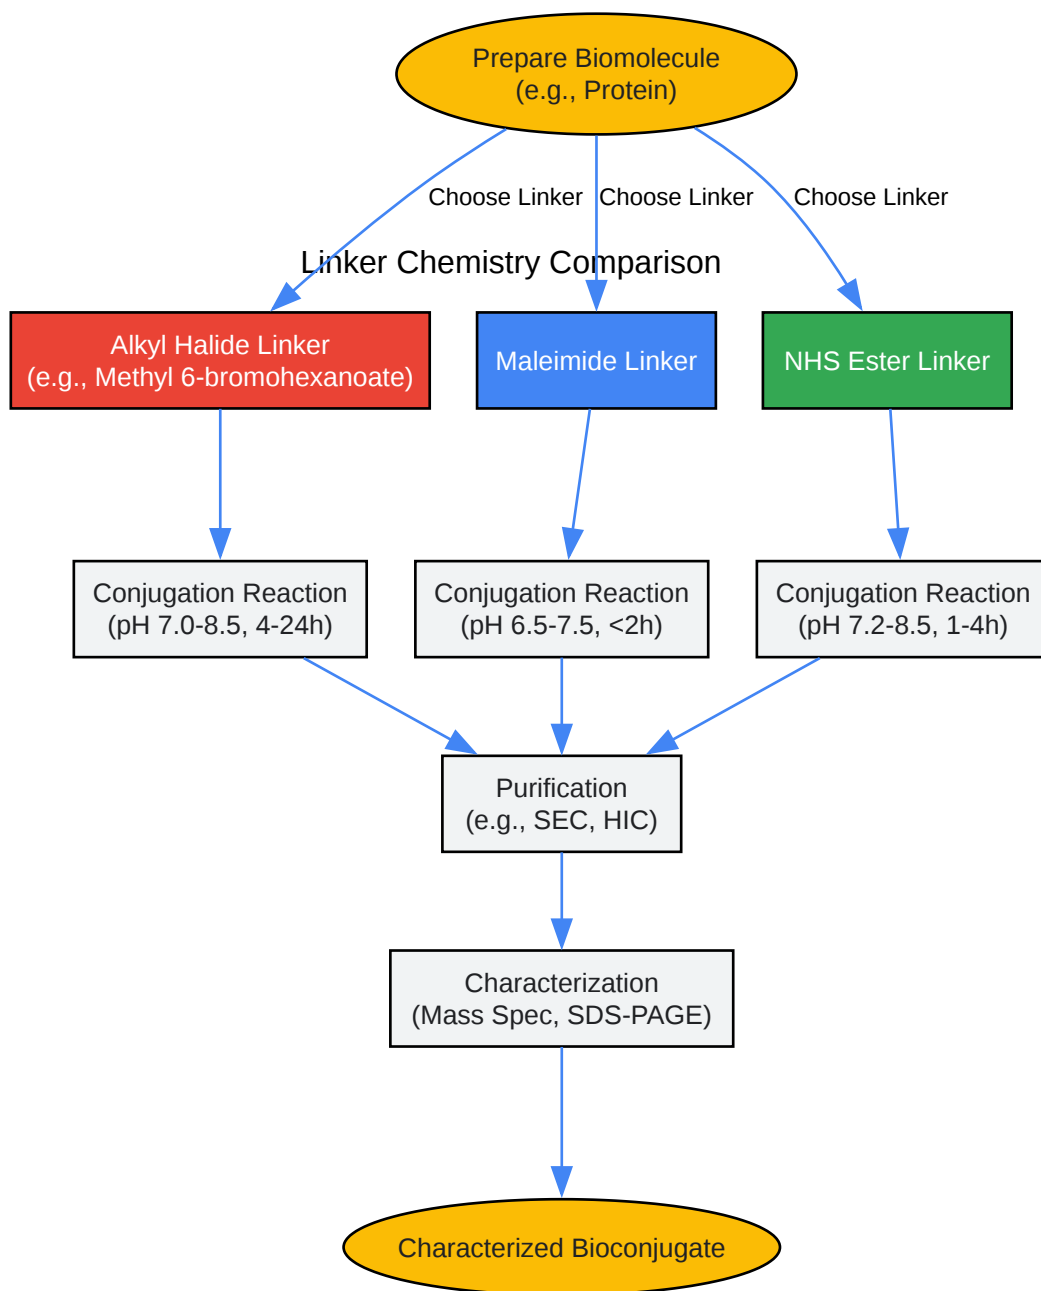 Prepare Biomolecule
(e.g., Protein)
Choose Linker
Choose Linker
Choose Linker
Linker Chemistry Comparison
Alkyl Halide Linker
(e.g., Methyl 6-bromohexanoate)
Maleimide Linker
NHS Ester Linker
Conjugation Reaction
(pH 7.0-8.5, 4-24h)
Conjugation Reaction
(pH 6.5-7.5, <2h)
Conjugation Reaction
(pH 7.2-8.5, 1-4h)
Purification
(e.g., SEC, HIC)
Characterization
(Mass Spec, SDS-PAGE)
Characterized Bioconjugate